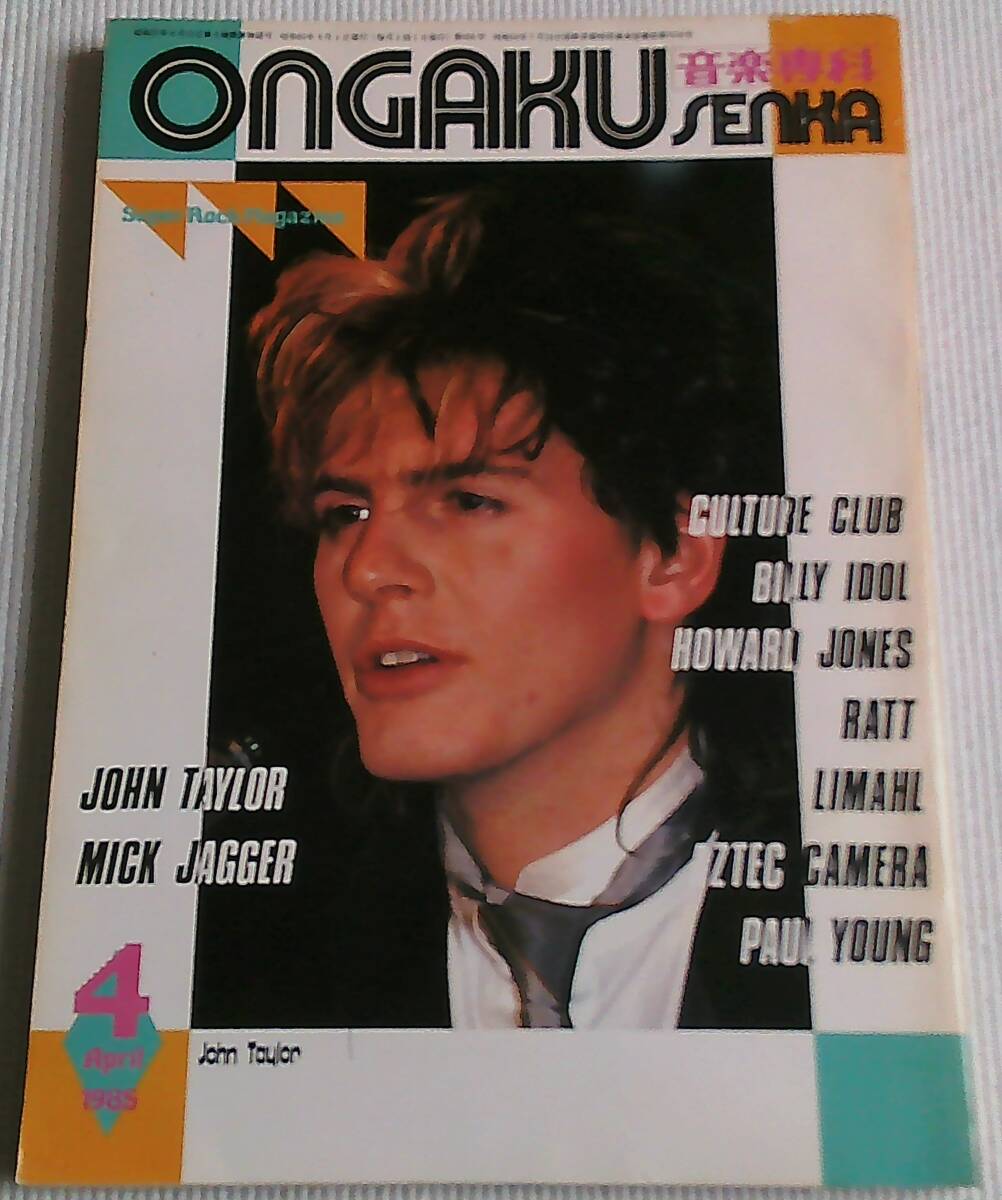 ONGAKU
音楽専科
SENKA
Super Rock Magazine
CULTURE CLUB
BILLY IDOL
HOWARD JONES
RATT
LIMAHL
ZTEC CAMERA
PAUL YOUNG
JOHN TAYLOR
MICK JAGGER
4
April
1985
John Taylor